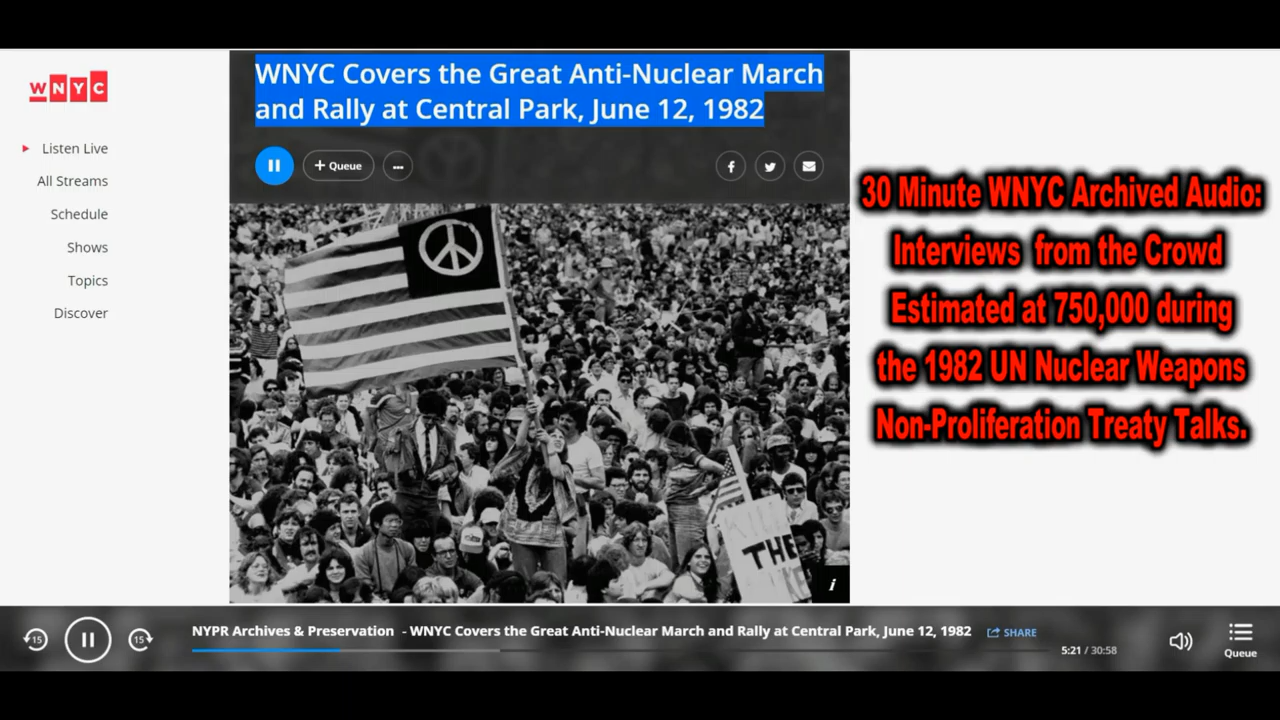 WNYC
Listen Live
All Streams
Schedule
Shows
Topics
Discover
WNYC Covers the Great Anti-Nuclear March
and Rally at Central Park, June 12, 1982
+ Queue
...
THE
i
30 Minute WNYC Archived Audio:
Interviews from the Crowd
Estimated at 750,000 during
the 1982 UN Nuclear Weapons
Non-Proliferation Treaty Talks.
15
15
NYPR Archives & Preservation - WNYC Covers the Great Anti-Nuclear March and Rally at Central Park, June 12, 1982
SHARE
5:21 / 30:58
Queue